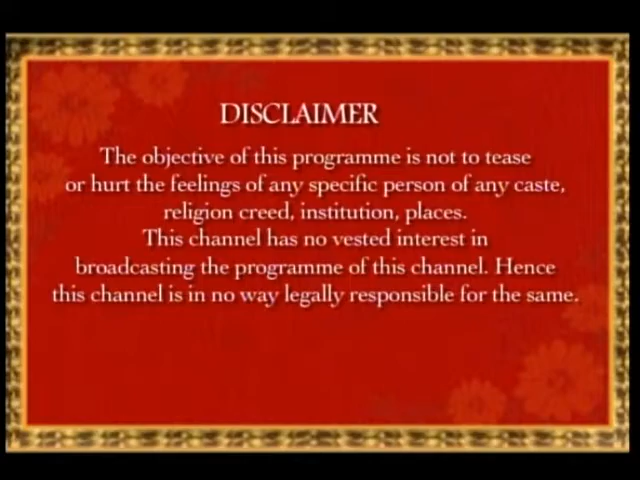 DISCLAIMER
The objective of this programme is not to tease
or hurt the feelings of any specific person of any caste,
religion creed, institution, places.
This channel has no vested interest in
broadcasting the programme of this channel. Hence
this channel is in no way legally responsible for the same.